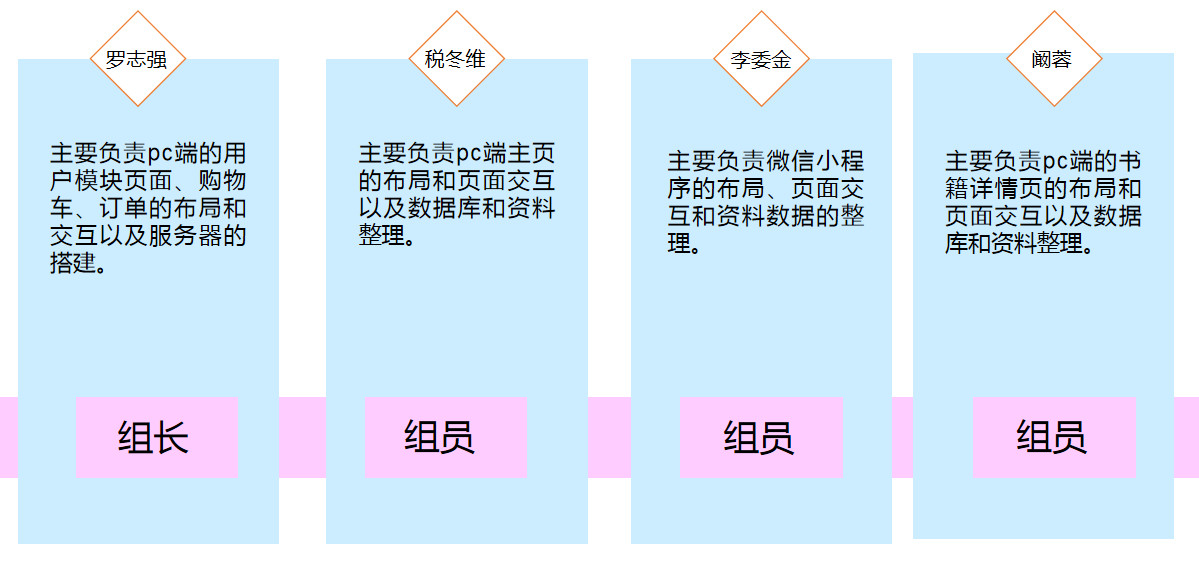 罗志强
主要负责pc端的用
户模块页面、购物
车、订单的布局和
交互以及服务器的
搭建。
组长
税冬维
主要负责pc端主页
的布局和页面交互
以及数据库和资料
整理。
组员
李委金
主要负责微信小程
序的布局、页面交
互和资料数据的整
理。
组员
阚蓉
主要负责pc端的书
籍详情页的布局和
页面交互以及数据
库和资料整理。
组员